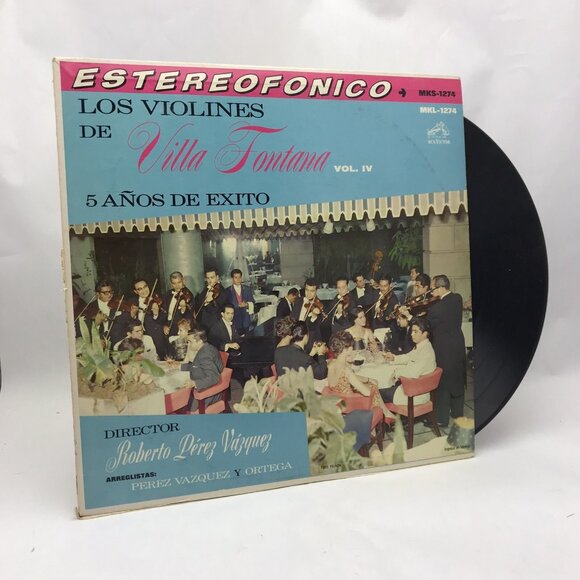 ESTEREOFONICO → MKS-1274
MKL-1274
LOS VIOLINES
DE Villa Fontana VOL. IV
RCA VICTOR
5 AÑOS DE EXITO
DIRECTOR
Roberto Pérez Vázquez
ARREGLISTAS:
PEREZ VAZQUEZ Y ORTEGA